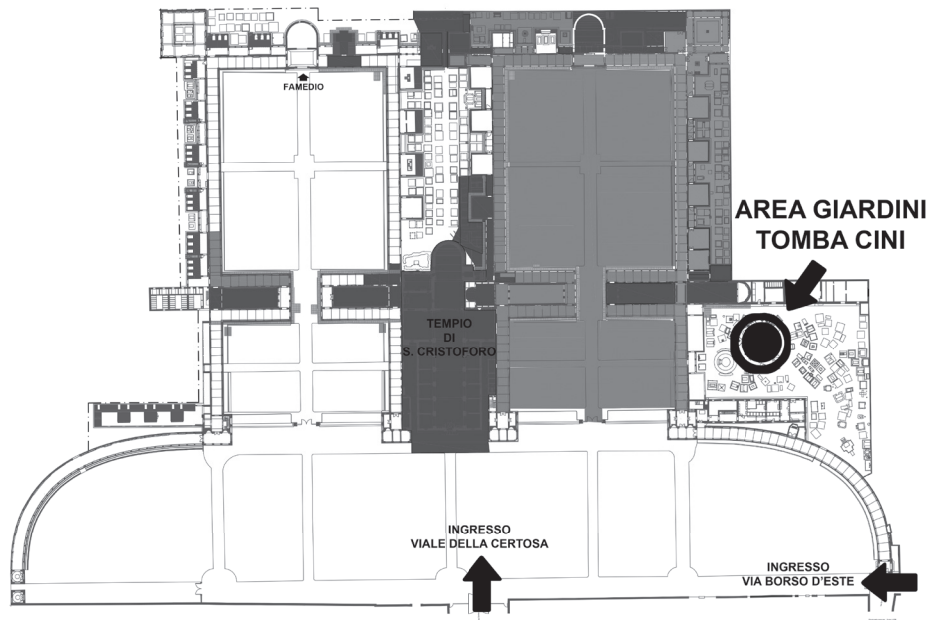 FAMEDIO
AREA GIARDINI
TOMBA CINI
TEMPIO
DI
S. CRISTOFORO
INGRESSO
VIALE DELLA CERTOSA
INGRESSO
VIA BORSO D'ESTE